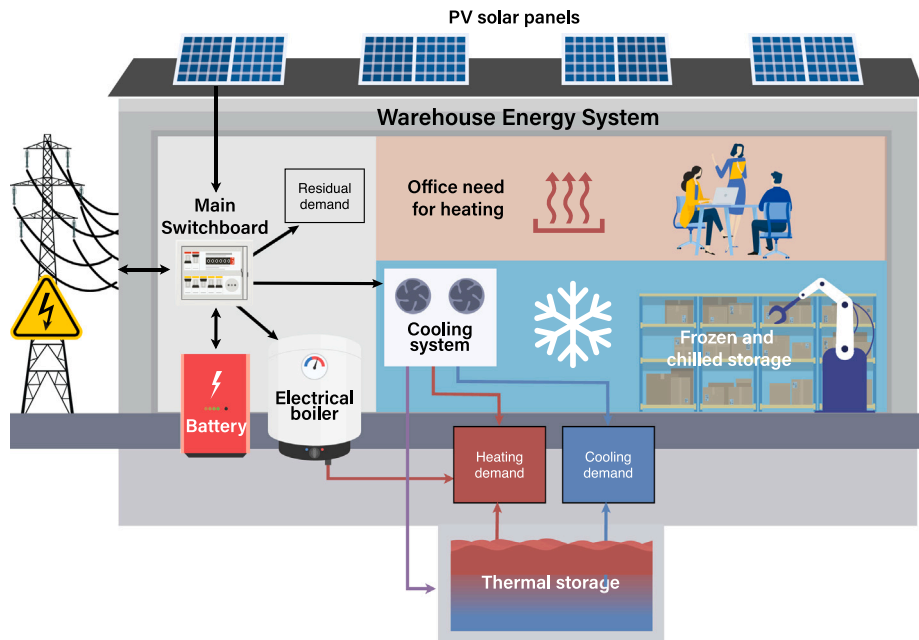 PV solar panels
Warehouse Energy System
Residual
demand
Office need
for heating
Main
Switchboard
Cooling
system
Frozen and
chilled storage
Electrical
boiler
Battery
Heating
demand
Cooling
demand
Thermal storage